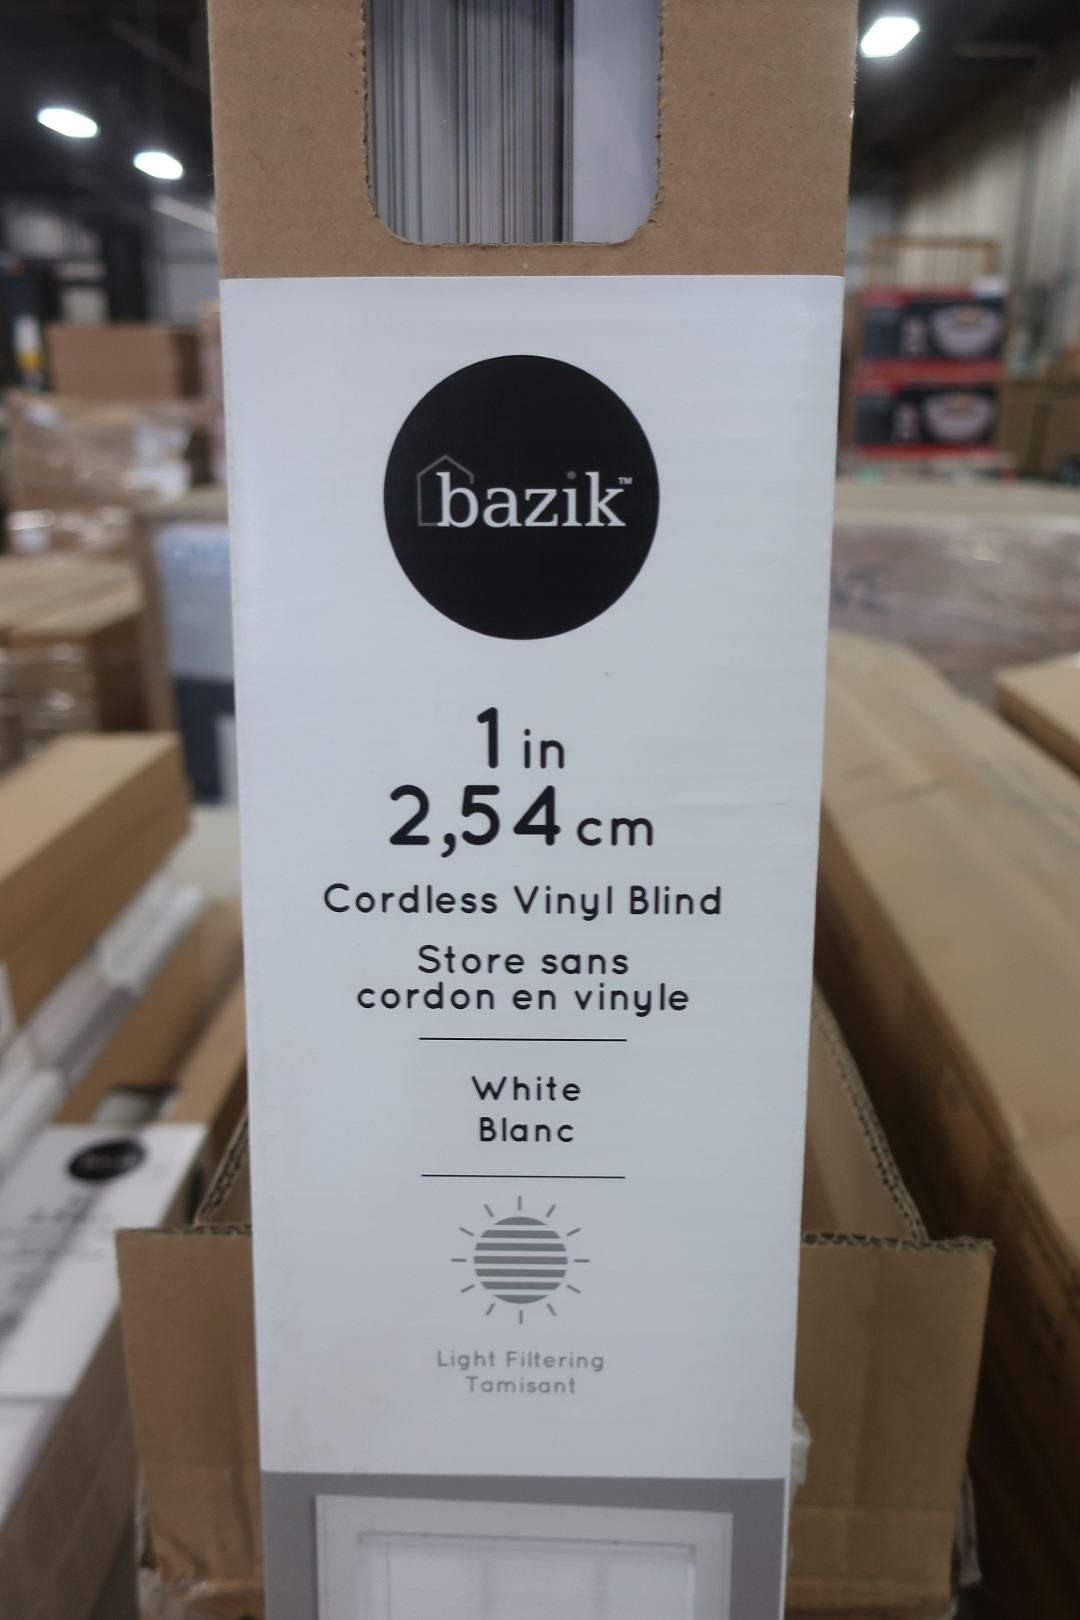 bazik™
1 in
2,54 cm
Cordless Vinyl Blind
Store sans
cordon en vinyle
White
Blanc
Light Filtering
Tamisant